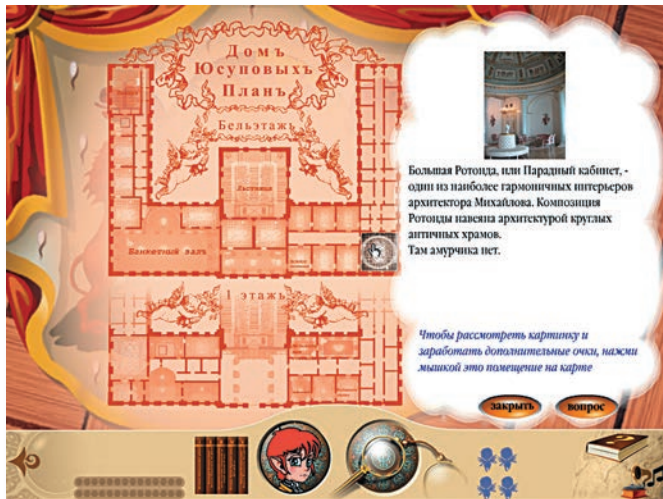 Домъ
Юсуповыхъ
Планъ
Бельэтажъ
Лѣстница
Банкетный залъ
I этажъ
Большая Ротонда, или Парадный кабинет, -
один из наиболее гармоничных интерьеров
архитектора Михайлова. Композиция
Ротонды навеяна архитектурой круглых
античных храмов.
Там амурчика нет.
Чтобы рассмотреть картинку и
заработать дополнительные очки, нажми
мышкой это помещение на карте
закрыть
вопрос